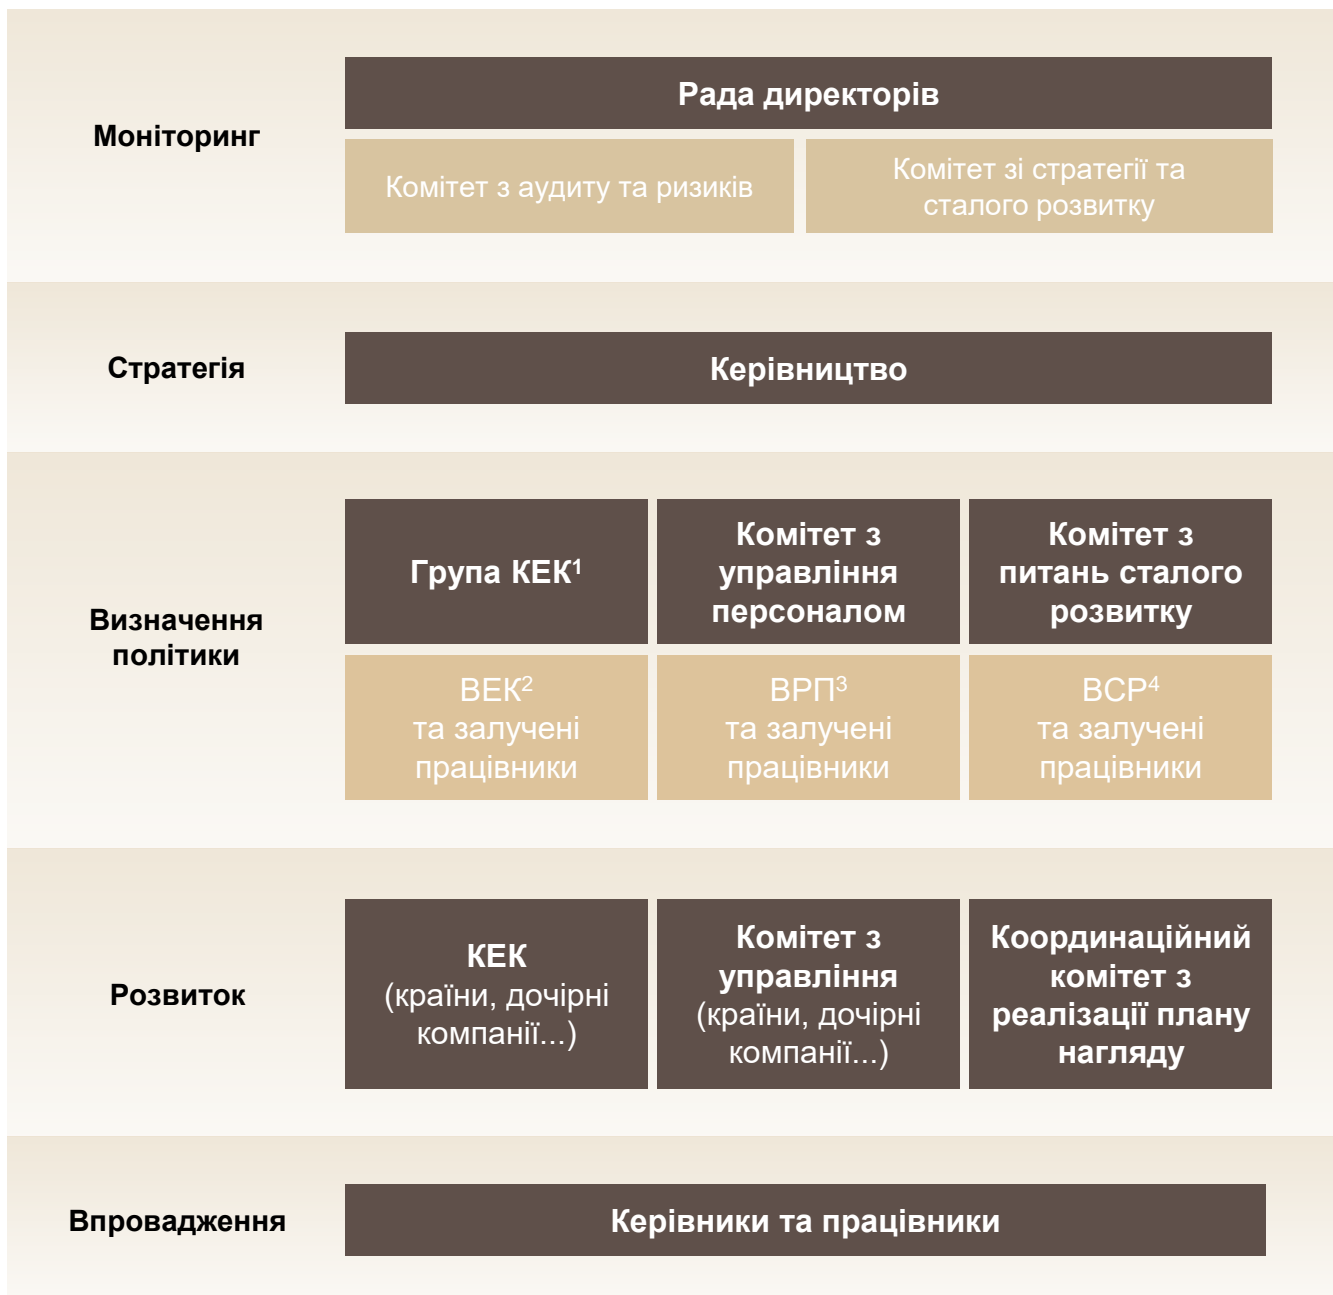 Моніторинг
Рада директорів
Комітет з аудиту та ризиків
Комітет зі стратегії та
сталого розвитку
Стратегія
Керівництво
Визначення
політики
Група КЕК¹
Комітет з
управління
персоналом
Комітет з
питань сталого
розвитку
ВЕК²
та залучені
працівники
ВРП³
та залучені
працівники
ВСР⁴
та залучені
працівники
Розвиток
КЕК
(країни, дочірні
компанії...)
Комітет з
управління
(країни, дочірні
компанії...)
Координаційний
комітет з
реалізації плану
нагляду
Впровадження
Керівники та працівники